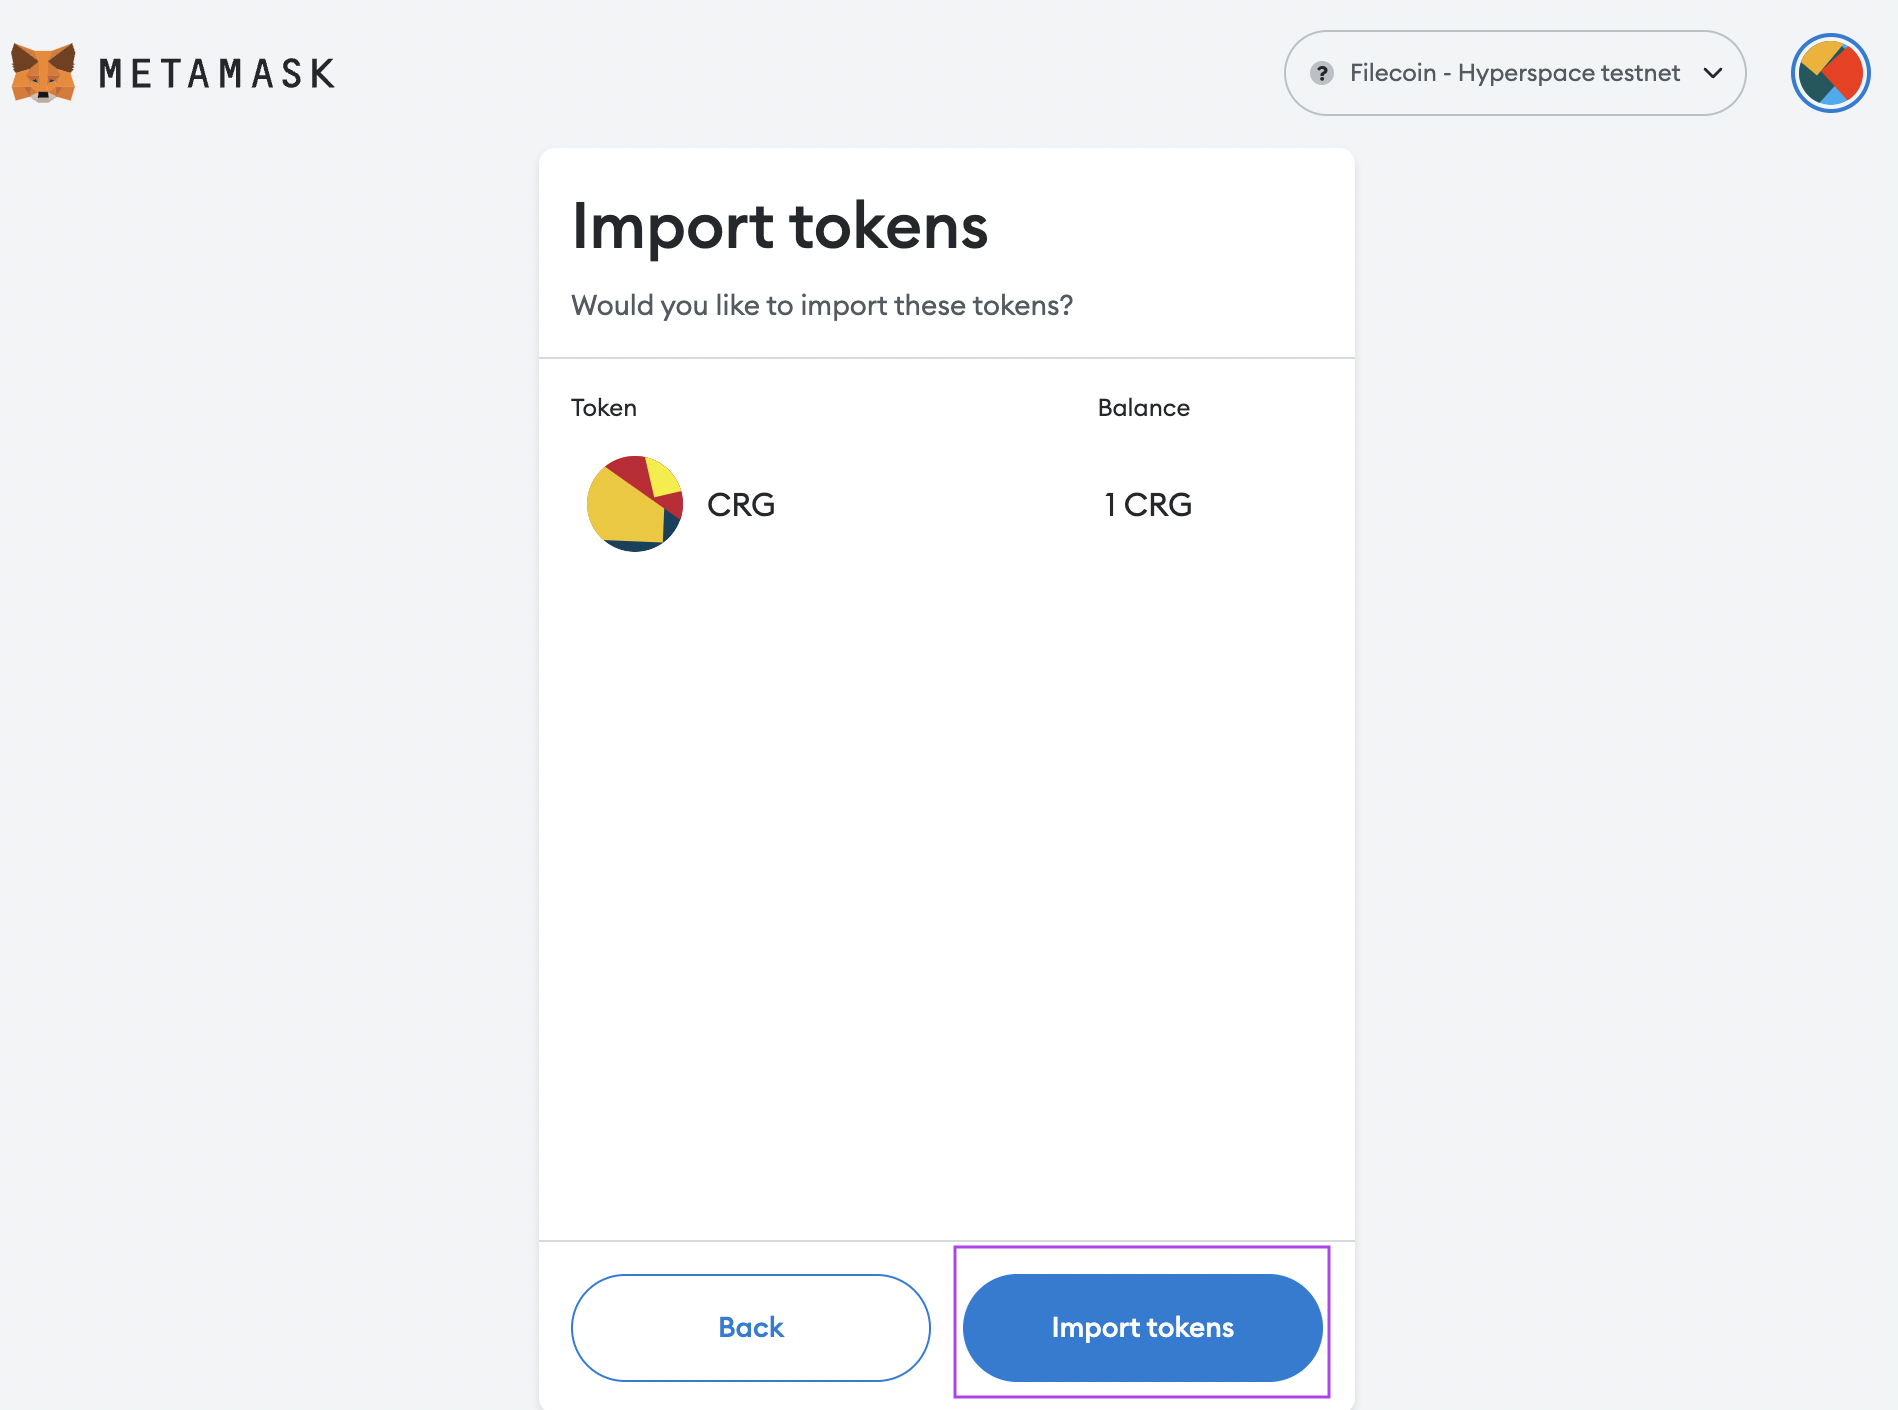 METAMASK
? Filecoin - Hyperspace testnet
Import tokens
Would you like to import these tokens?
Token Balance
CRG 1 CRG
Back Import tokens